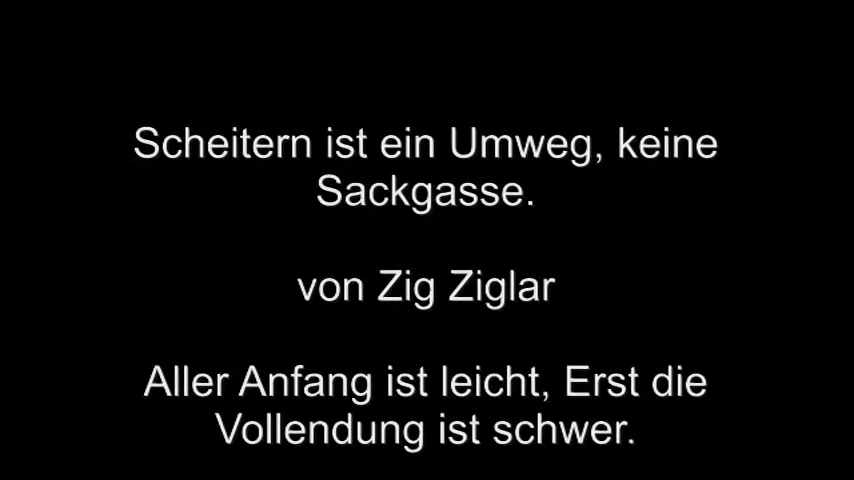 Scheitern ist ein Umweg, keine
Sackgasse.
von Zig Ziglar
Aller Anfang ist leicht, Erst die
Vollendung ist schwer.